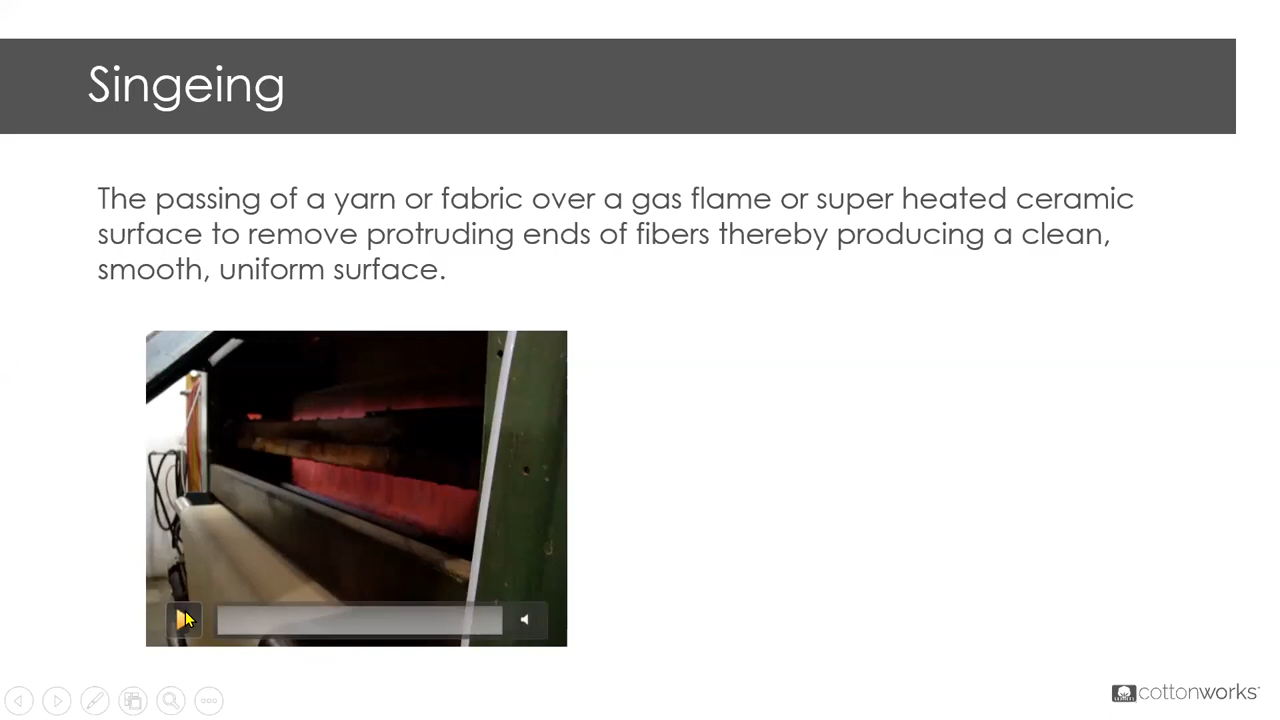 Singeing
The passing of a yarn or fabric over a gas flame or super heated ceramic
surface to remove protruding ends of fibers thereby producing a clean,
smooth, uniform surface.
cottonworks